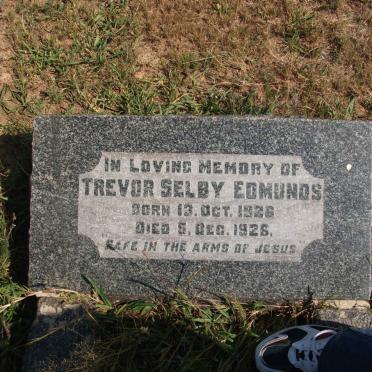 IN LOVING MEMORY OF
TREVOR SELBY EDMUNDS
BORN 13. OCT. 1926
DIED 5. DEC. 1926.
SAFE IN THE ARMS OF JESUS